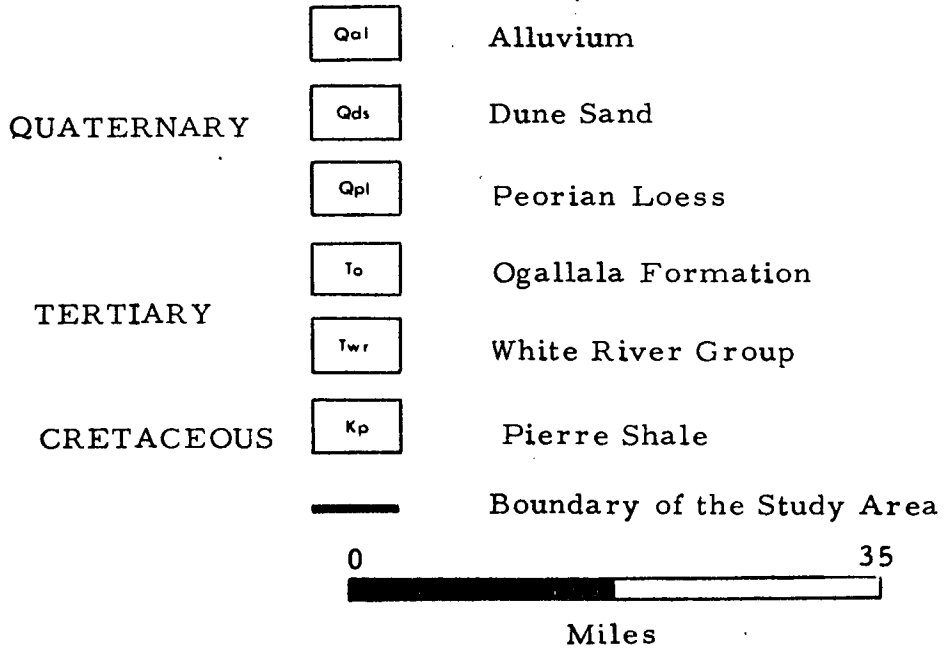 Qal Alluvium
QUATERNARY Qds Dune Sand
Qpl Peorian Loess
To Ogallala Formation
TERTIARY
Twr White River Group
CRETACEOUS Kp Pierre Shale
Boundary of the Study Area
0 35
Miles